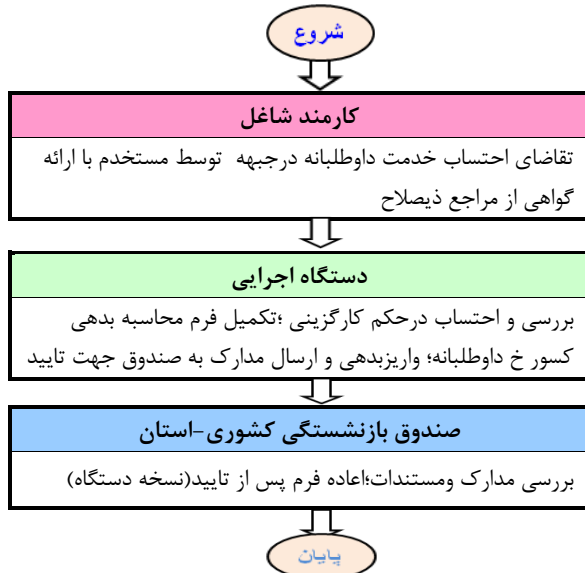 شروع
کارمند شاغل
تقاضای احتساب خدمت داوطلبانه درجبهه توسط مستخدم با ارائه
گواهی از مراجع ذیصلاح
دستگاه اجرایی
بررسی و احتساب درحکم کارگزینی ؛تکمیل فرم محاسبه بدهی
کسور خ داوطلبانه؛ واریزبدهی و ارسال مدارک به صندوق جهت تایید
صندوق بازنشستگی کشوری-استان
بررسی مدارک ومستندات؛اعاده فرم پس از تایید(نسخه دستگاه)
پایان